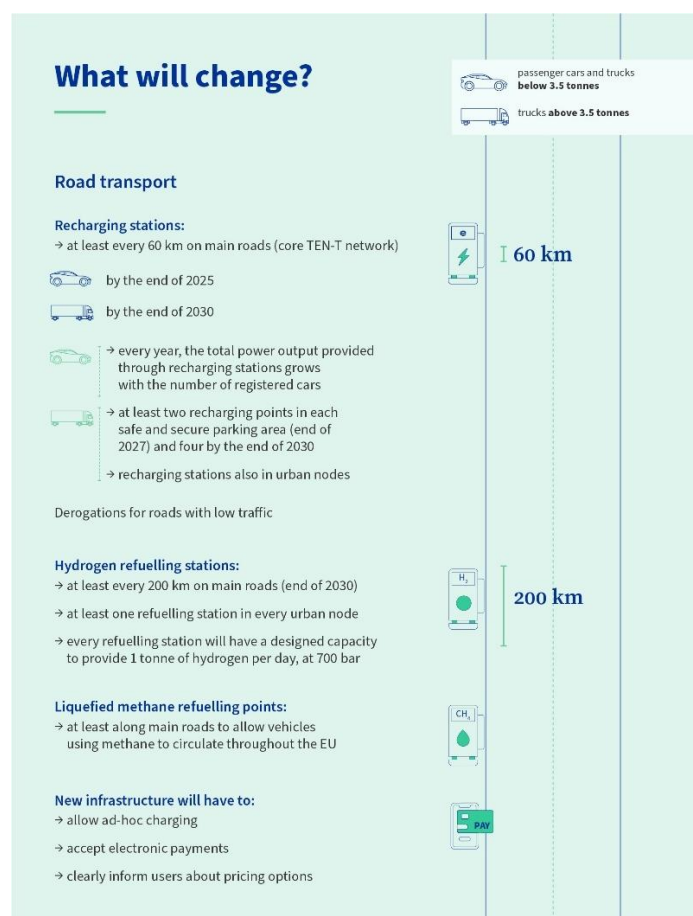 What will change?
passenger cars and trucks
below 3.5 tonnes
trucks above 3.5 tonnes
Road transport
Recharging stations:
→ at least every 60 km on main roads (core TEN-T network)
60 km
by the end of 2025
by the end of 2030
→ every year, the total power output provided
through recharging stations grows
with the number of registered cars
→ at least two recharging points in each
safe and secure parking area (end of
2027) and four by the end of 2030
→ recharging stations also in urban nodes
Derogations for roads with low traffic
Hydrogen refuelling stations:
→ at least every 200 km on main roads (end of 2030)
H₂
200 km
→ at least one refuelling station in every urban node
→ every refuelling station will have a designed capacity
to provide 1 tonne of hydrogen per day, at 700 bar
Liquefied methane refuelling points:
→ at least along main roads to allow vehicles
using methane to circulate throughout the EU
CH₄
New infrastructure will have to:
→ allow ad-hoc charging
PAY
→ accept electronic payments
→ clearly inform users about pricing options